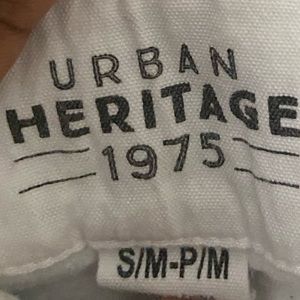 URBAN
HERITAGE
1975
S/M-P/M